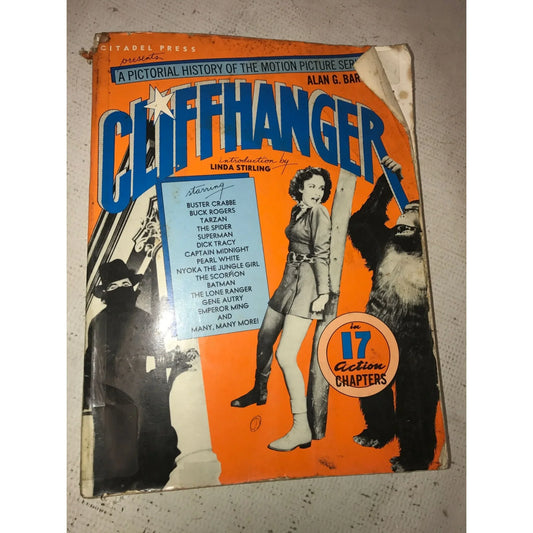 CITADEL PRESS
presents
A PICTORIAL HISTORY OF THE MOTION PICTURE SER
ALAN G. BAR
CLIFFHANGER
introduction by
LINDA STIRLING
starring
BUSTER CRABBE
BUCK ROGERS
TARZAN
THE SPIDER
SUPERMAN
DICK TRACY
CAPTAIN MIDNIGHT
PEARL WHITE
NYOKA THE JUNGLE GIRL
THE SCORPION
BATMAN
THE LONE RANGER
GENE AUTRY
EMPEROR MING
AND
MANY, MANY MORE!
in
17
action
CHAPTERS